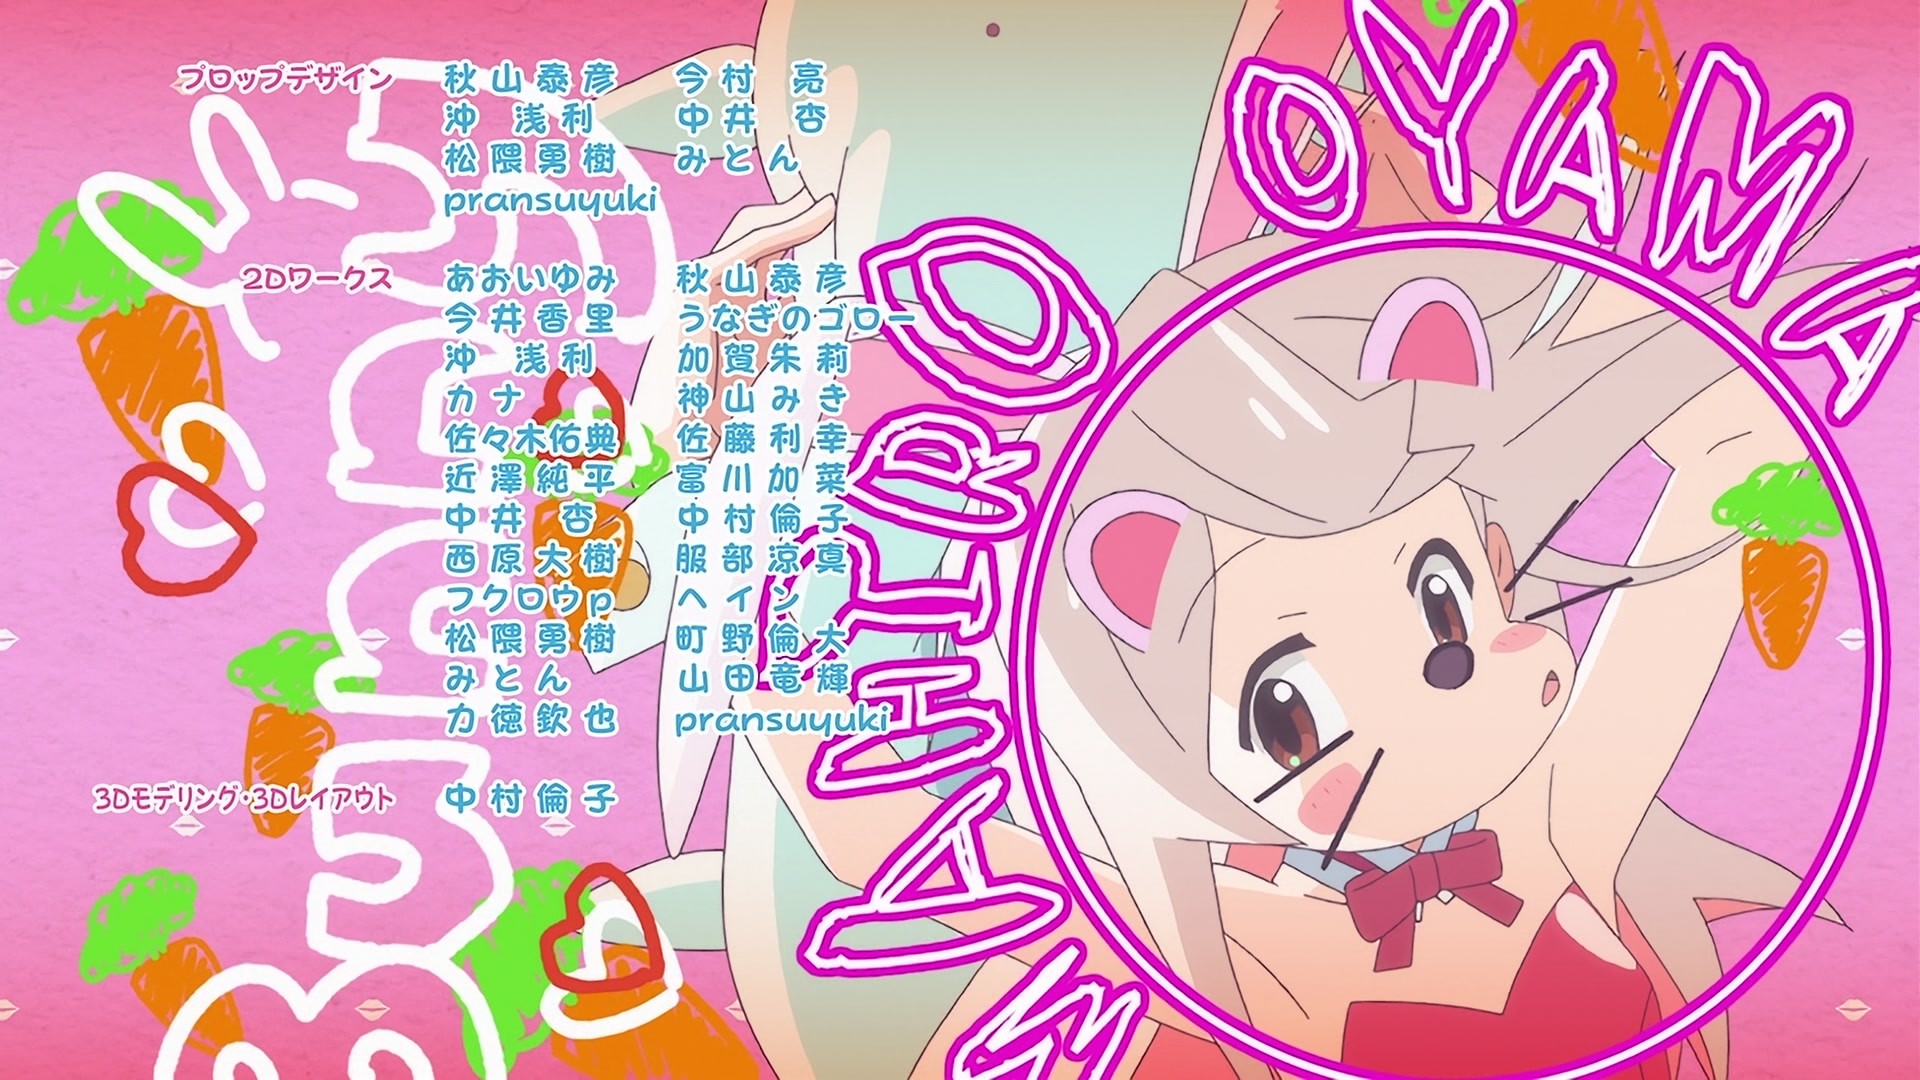 プロップデザイン 秋山泰彦 今村 亮
沖 浅利 中井 杏
松隈勇樹 みとん
pransuyuki
2Dワークス あおいゆみ 秋山泰彦
今井香里 うなぎのゴロー
沖 浅利 加賀朱莉
カナ 神山みき
佐々木佑典 佐藤利幸
近澤純平 富川加菜
中井 杏 中村倫子
西原大樹 服部涼真
フクロウp ヘイン
松隈勇樹 町野倫大
みとん 山田竜輝
力徳欽也 pransuyuki
3Dモデリング・3Dレイアウト 中村倫子
MAHIRO OYAMA